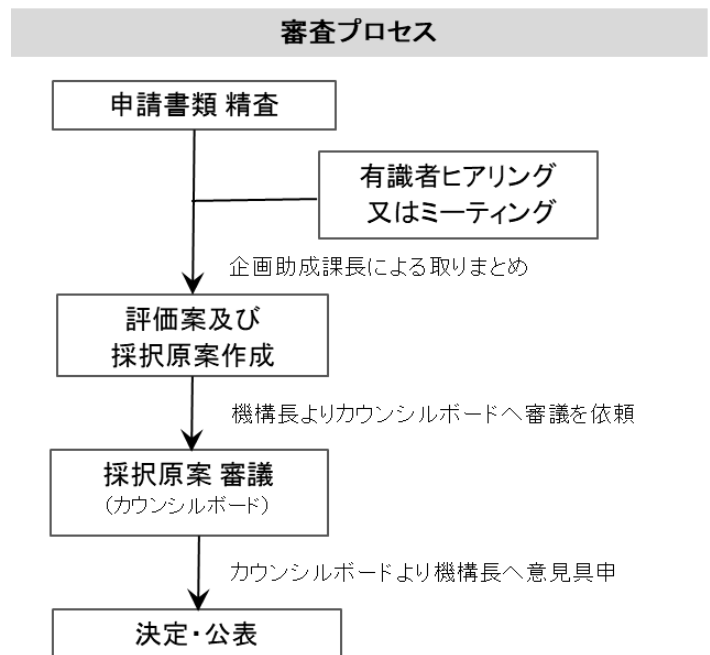 審査プロセス
申請書類 精査
有識者ヒアリング
又はミーティング
企画助成課長による取りまとめ
評価案及び
採択原案作成
機構長よりカウンシルボードへ審議を依頼
採択原案 審議
（カウンシルボード）
カウンシルボードより機構長へ意見具申
決定・公表